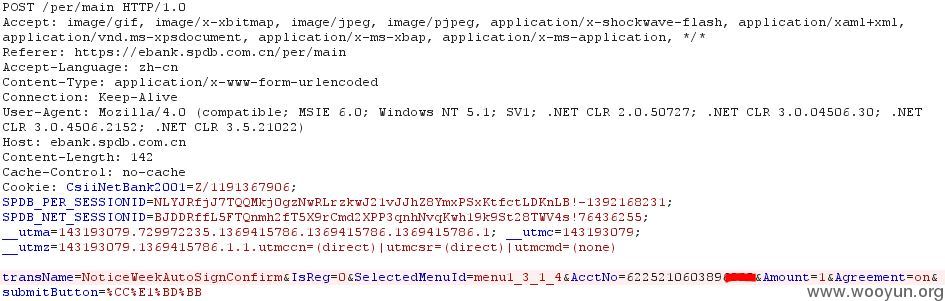 POST /per/main HTTP/1.0
Accept: image/gif, image/x-xbitmap, image/jpeg, image/pjpeg, application/x-shockwave-flash, application/xaml+xml,
application/vnd.ms-xpsdocument, application/x-ms-xbap, application/x-ms-application, */*
Referer: https://ebank.spdb.com.cn/per/main
Accept-Language: zh-cn
Content-Type: application/x-www-form-urlencoded
Connection: Keep-Alive
User-Agent: Mozilla/4.0 (compatible; MSIE 6.0; Windows NT 5.1; SV1; .NET CLR 2.0.50727; .NET CLR 3.0.04506.30; .NET
CLR 3.0.4506.2152; .NET CLR 3.5.21022)
Host: ebank.spdb.com.cn
Content-Length: 142
Cache-Control: no-cache
Cookie: CsiiNetBank2001=Z/1191367906;
SPDB_PER_SESSIONID=NLYJRfjJ7TQQMkjOgzNwRLrzkwJ21vJJhZ8YmxPSxKtfctLDKnLB!-1392168231;
SPDB_NET_SESSIONID=BJDDRffL5FTQnmh2fT5X9rCmd2XPP3qnhNvqKwh19k9St28TWV4s!76436255;
__utma=143193079.729972235.1369415786.1369415786.1369415786.1; __utmc=143193079;
__utmz=143193079.1369415786.1.1.utmccn=(direct)|utmcsr=(direct)|utmcmd=(none)
transName=NoticeWeekAutoSignConfirm&IsReg=0&SelectedMenuId=menu1_3_1_4&AcctNo=622521060389&Amount=1&Agreement=on&
submitButton=%CC%E1%BD%BB
www.wooyun.org